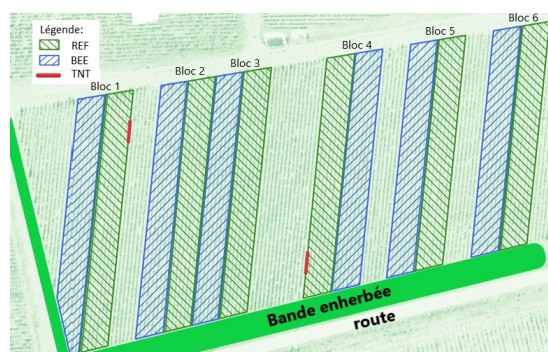 Légende:
REF
BEE
TNT
Bloc 1
Bloc 2
Bloc 3
Bloc 4
Bloc 5
Bloc 6
Bande enherbée
route